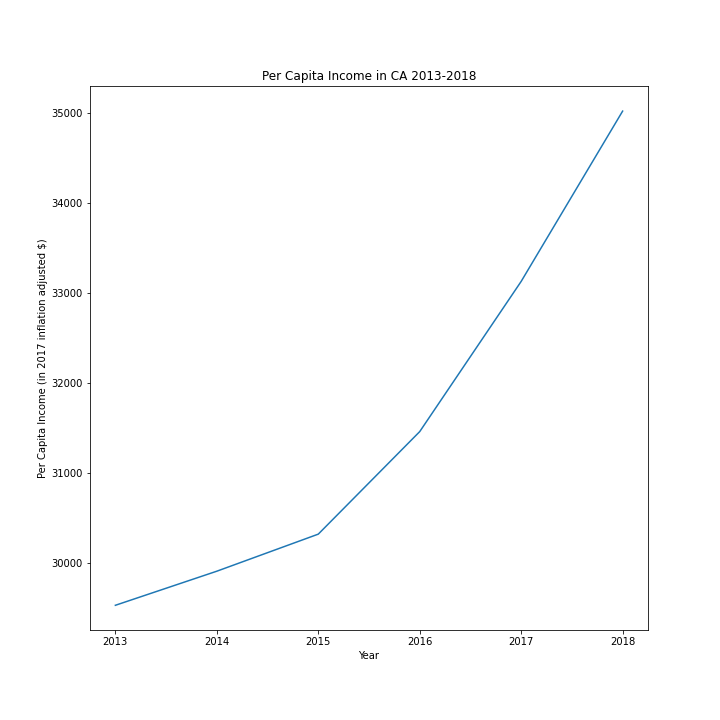 Per Capita Income in CA 2013-2018
Per Capita Income (in 2017 inflation adjusted $)
35000
34000
33000
32000
31000
30000
2013 2014 2015 2016 2017 2018
Year